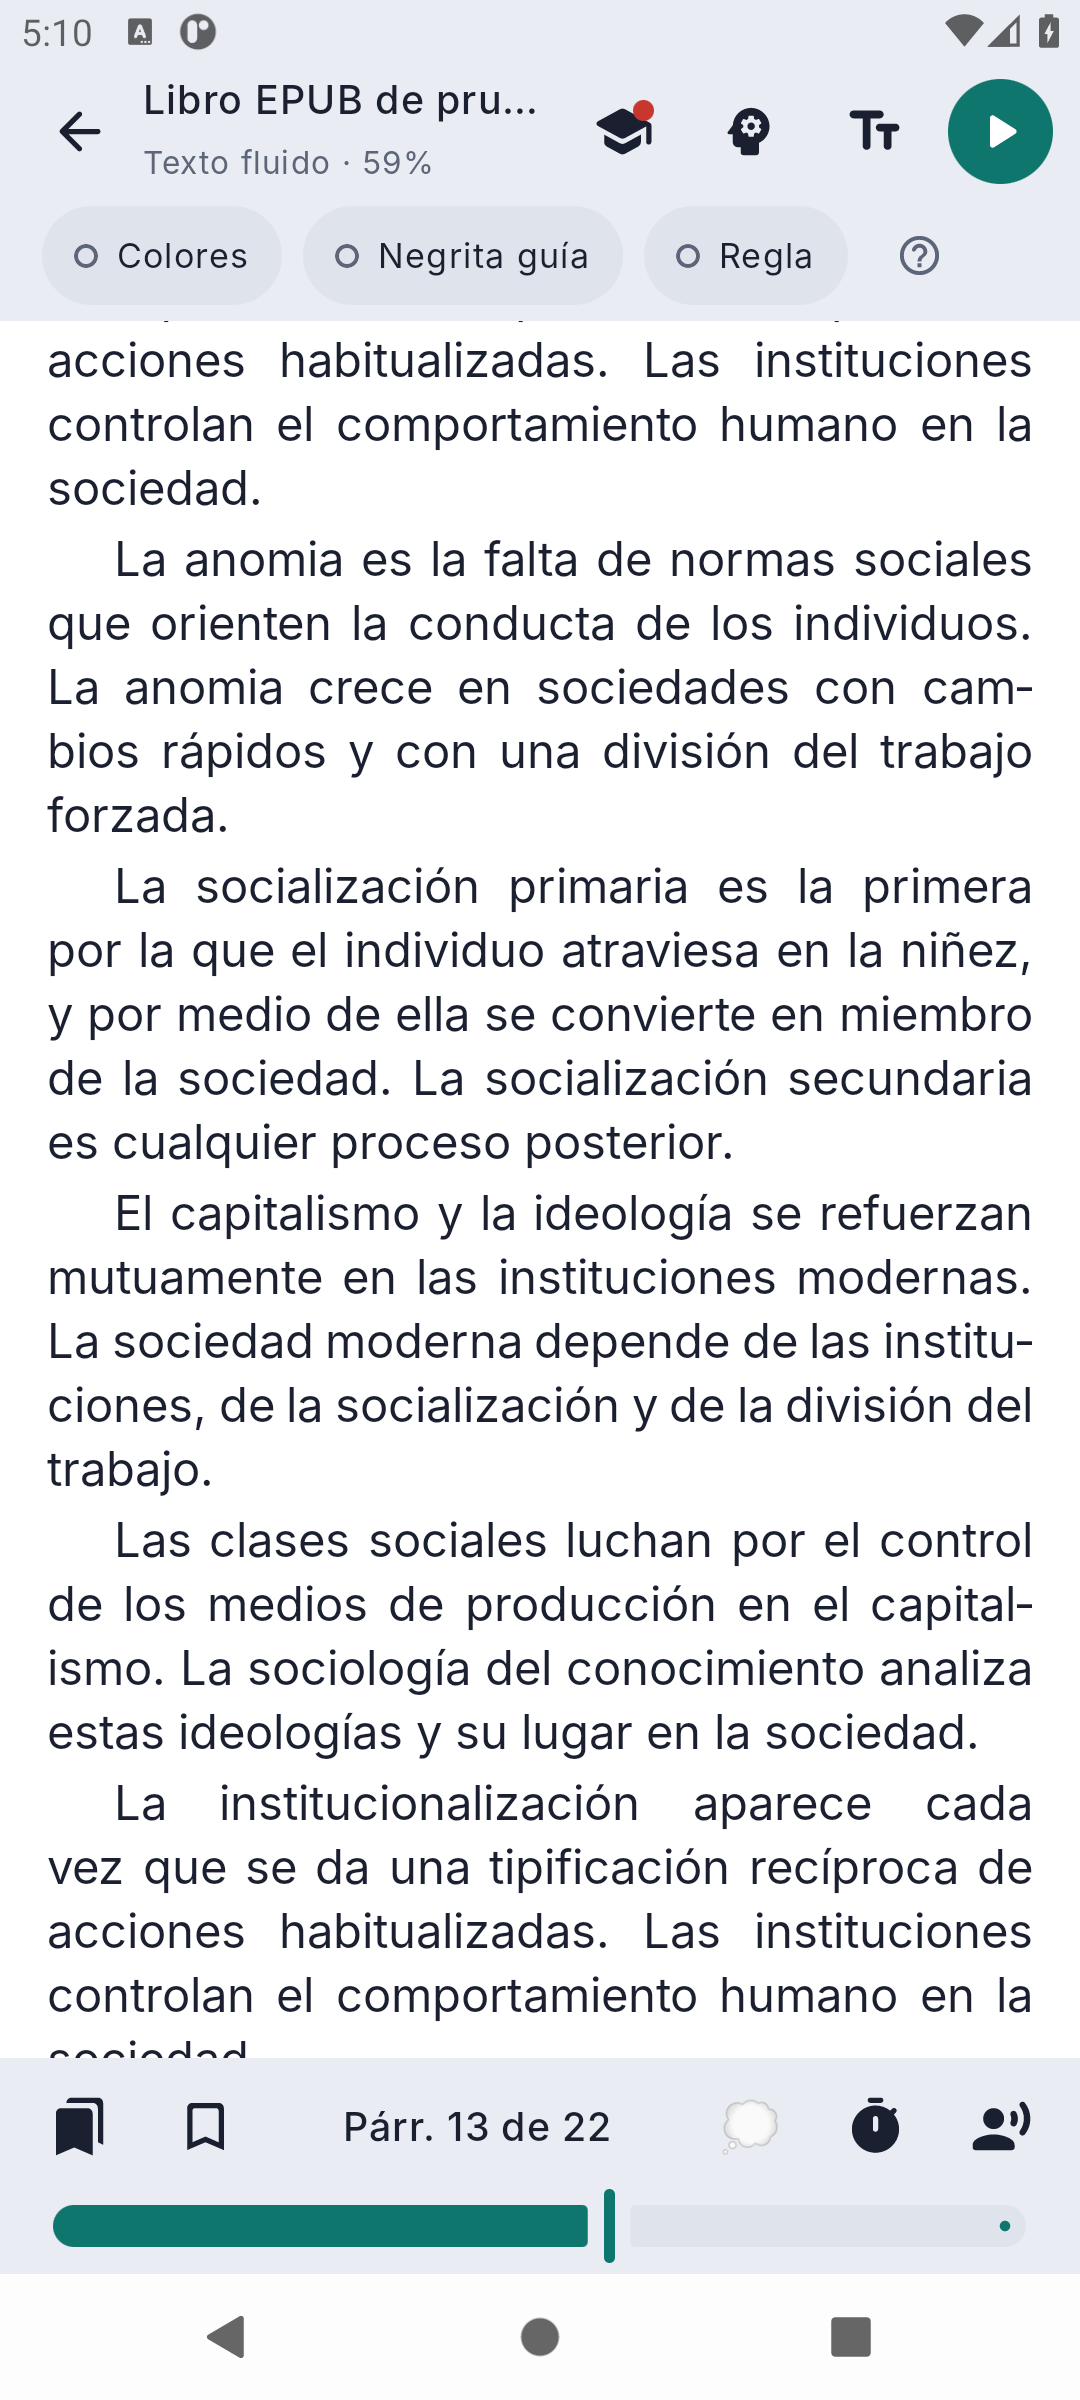 5:10
Libro EPUB de pru...
Texto fluido · 59%
Colores
Negrita guía
Regla
acciones habitualizadas. Las instituciones
controlan el comportamiento humano en la
sociedad.
La anomia es la falta de normas sociales
que orienten la conducta de los individuos.
La anomia crece en sociedades con cam-
bios rápidos y con una división del trabajo
forzada.
La socialización primaria es la primera
por la que el individuo atraviesa en la niñez,
y por medio de ella se convierte en miembro
de la sociedad. La socialización secundaria
es cualquier proceso posterior.
El capitalismo y la ideología se refuerzan
mutuamente en las instituciones modernas.
La sociedad moderna depende de las institu-
ciones, de la socialización y de la división del
trabajo.
Las clases sociales luchan por el control
de los medios de producción en el capital-
ismo. La sociología del conocimiento analiza
estas ideologías y su lugar en la sociedad.
La institucionalización aparece cada
vez que se da una tipificación recíproca de
acciones habitualizadas. Las instituciones
controlan el comportamiento humano en la
sociedad
Párr. 13 de 22